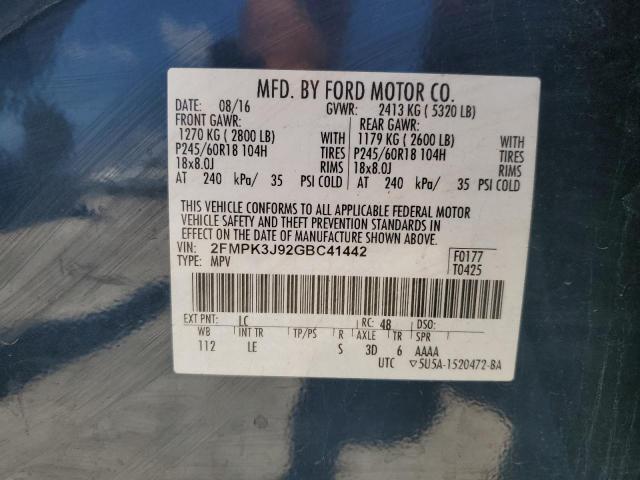 MFD. BY FORD MOTOR CO.
DATE: 08/16 GVWR: 2413 KG ( 5320 LB)
FRONT GAWR: REAR GAWR:
1270 KG ( 2800 LB) WITH 1179 KG ( 2600 LB) WITH
P245/60R18 104H TIRES P245/60R18 104H TIRES
18x8.0J RIMS 18x8.0J RIMS
AT 240 kPa/ 35 PSI COLD AT 240 kPa/ 35 PSI COLD
THIS VEHICLE CONFORMS TO ALL APPLICABLE FEDERAL MOTOR
VEHICLE SAFETY AND THEFT PREVENTION STANDARDS IN
EFFECT ON THE DATE OF MANUFACTURE SHOWN ABOVE.
VIN: 2FMPK3J92GBC41442 F0177
TYPE: MPV T0425
EXT PNT: LC RC: 48 DSO:
WB INT TR TP/PS R AXLE TR SPR
112 LE S 3D 6 AAAA
UTC ▽5U5A-1520472-BA